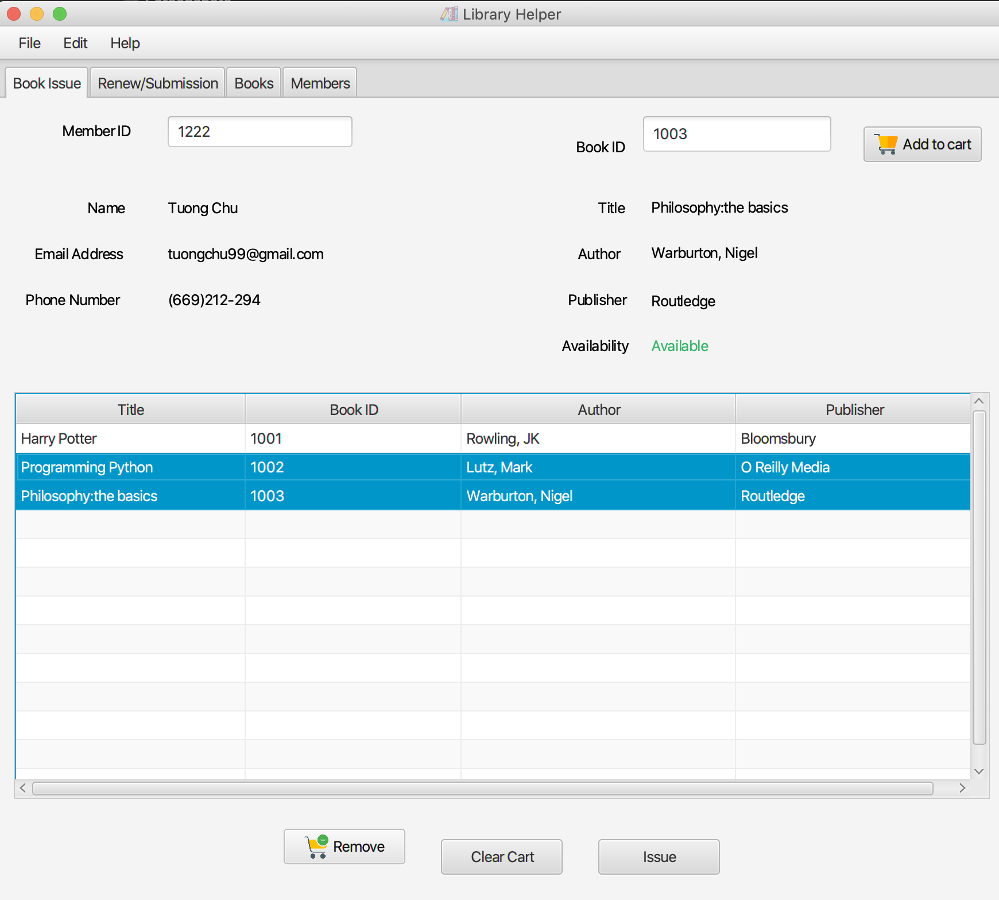 Library Helper
File Edit Help
Book Issue Renew/Submission Books Members
Member ID 1222
Book ID 1003 Add to cart
Name Tuong Chu
Title Philosophy:the basics
Email Address tuongchu99@gmail.com
Author Warburton, Nigel
Phone Number (669)212-294
Publisher Routledge
Availability Available
Title Book ID Author Publisher
Harry Potter 1001 Rowling, JK Bloomsbury
Programming Python 1002 Lutz, Mark O Reilly Media
Philosophy:the basics 1003 Warburton, Nigel Routledge
Remove Clear Cart Issue